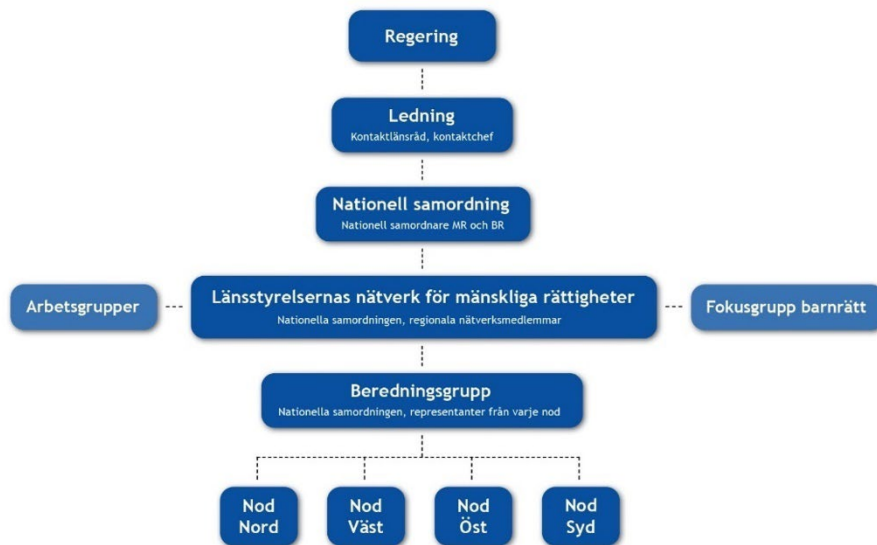 Regering
Ledning
Kontaktlänsråd, kontaktchef
Nationell samordning
Nationell samordnare MR och BR
Arbetsgrupper
Länsstyrelsernas nätverk för mänskliga rättigheter
Nationella samordningen, regionala nätverksmedlemmar
Fokusgrupp barnrätt
Beredningsgrupp
Nationella samordningen, representanter från varje nod
Nod
Nord
Nod
Väst
Nod
Öst
Nod
Syd